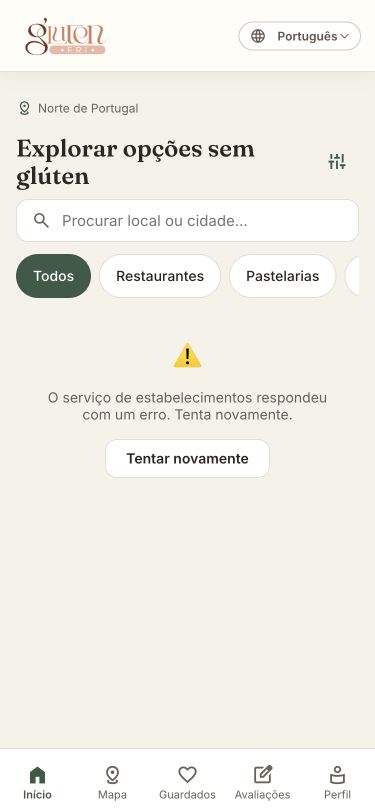 gluten
FRI
Português
Norte de Portugal
Explorar opções sem
glúten
Procurar local ou cidade...
Todos
Restaurantes
Pastelarias
O serviço de estabelecimentos respondeu
com um erro. Tenta novamente.
Tentar novamente
Início
Mapa
Guardados
Avaliações
Perfil